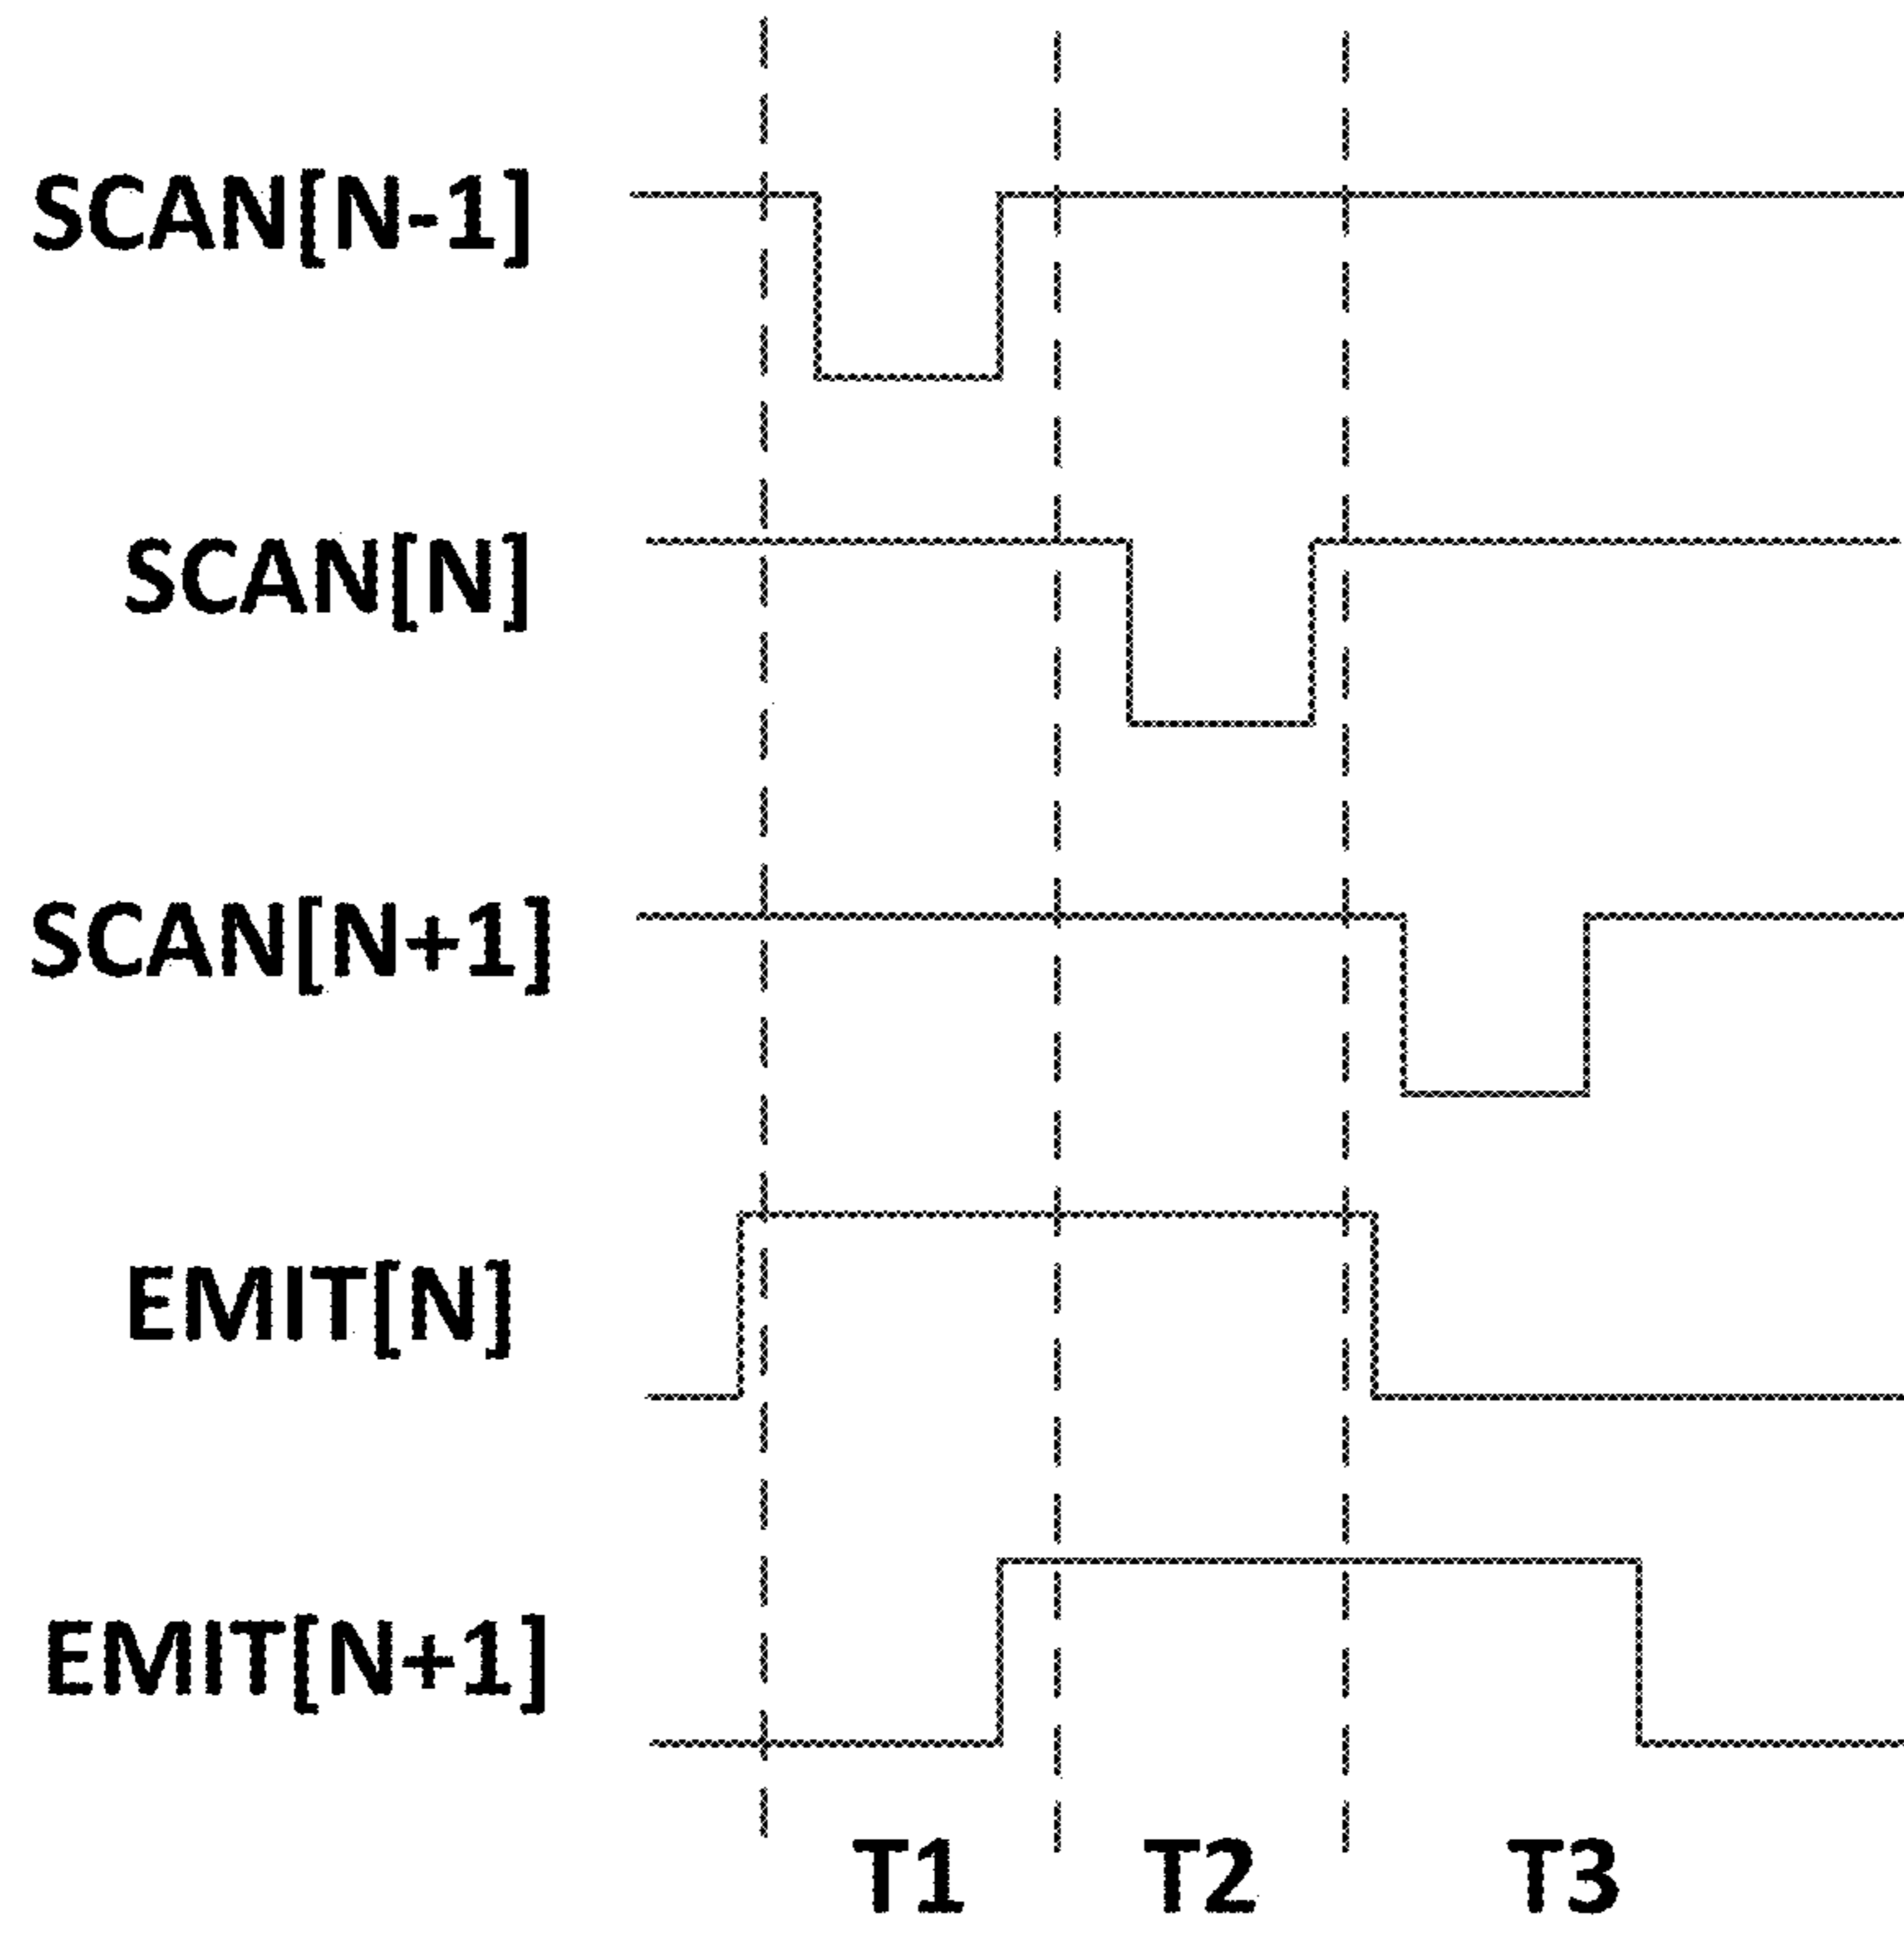 SCAN[N-1]
SCAN[N]
SCAN[N+1]
EMIT[N]
EMIT[N+1]
T1 T2 T3